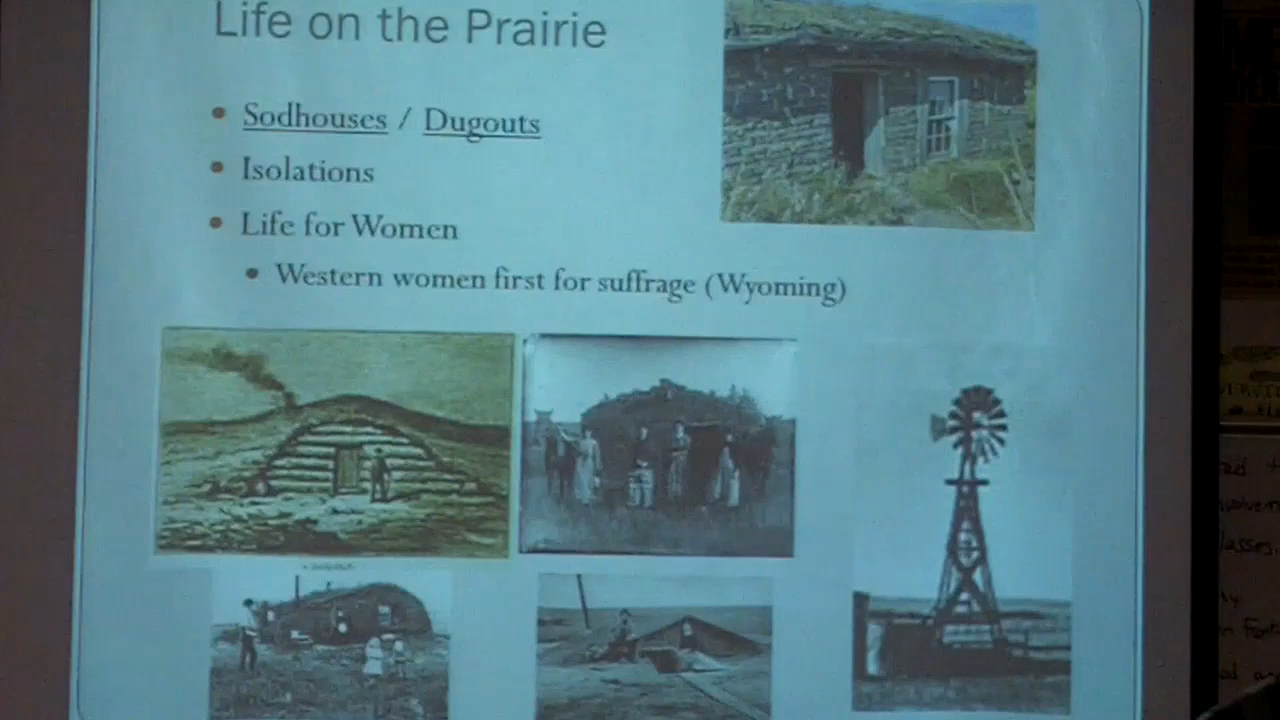 Life on the Prairie
Sodhouses / Dugouts
Isolations
Life for Women
Western women first for suffrage (Wyoming)